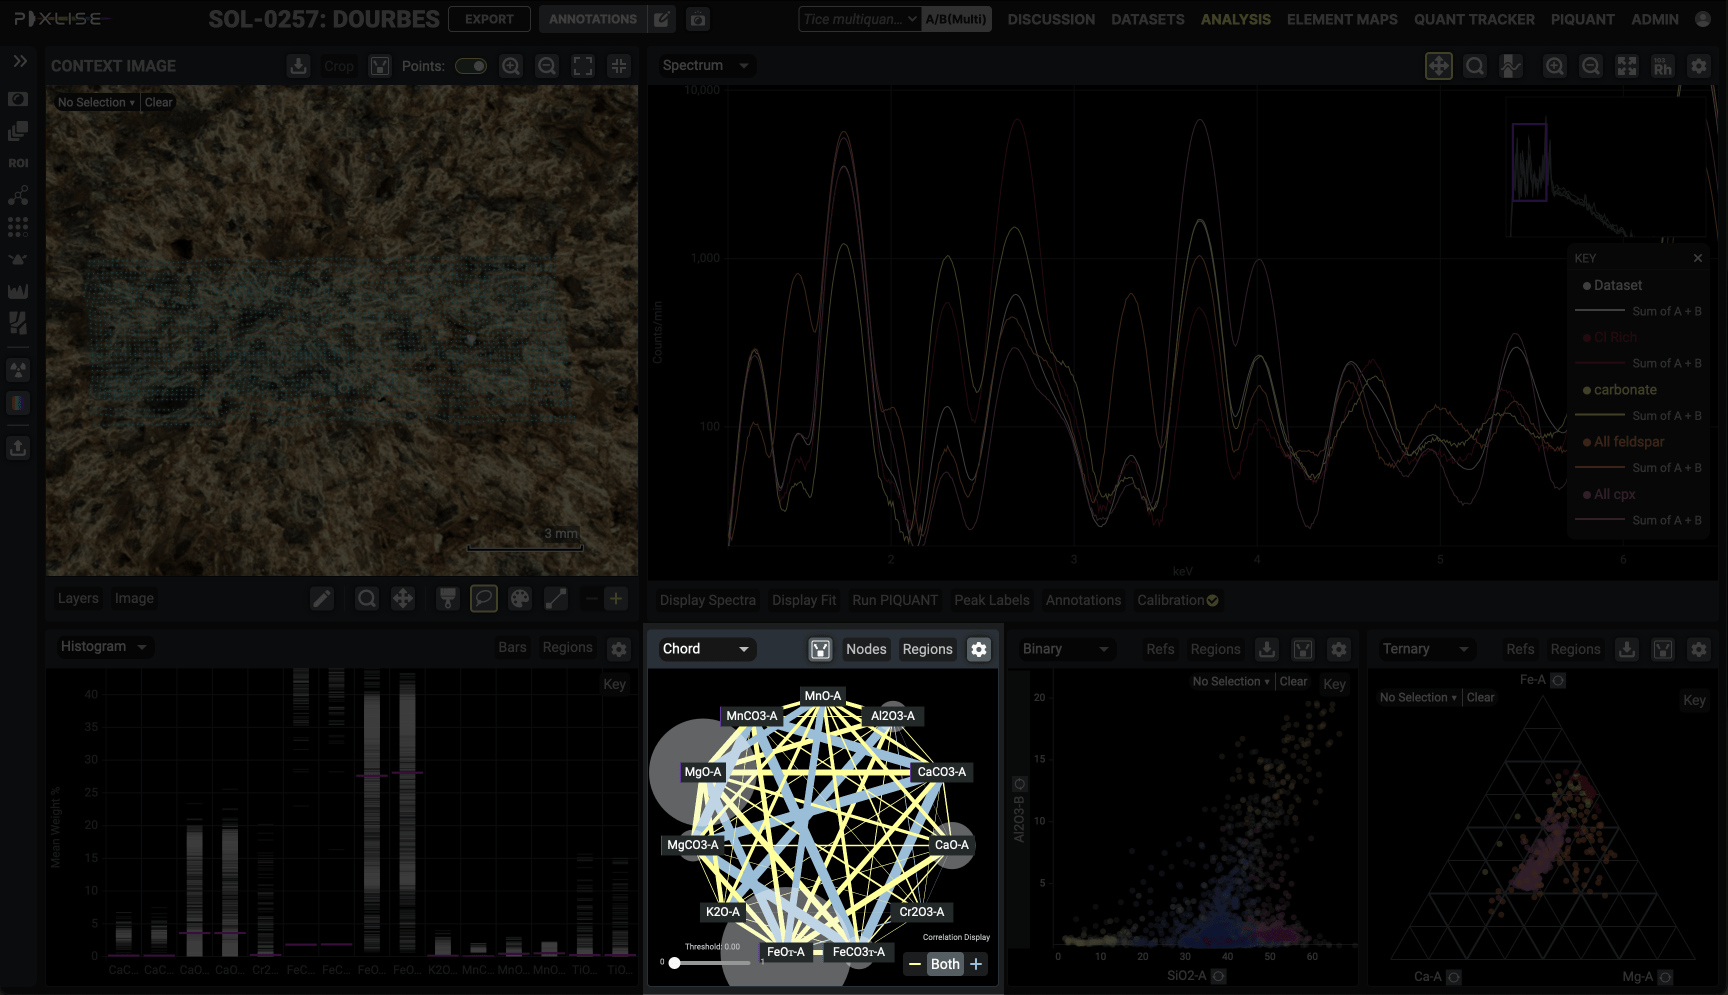 PIXLISE
SOL-0257: DOURBES
EXPORT
ANNOTATIONS
Tice multiquan...
A/B(Multi)
DISCUSSION
DATASETS
ANALYSIS
ELEMENT MAPS
QUANT TRACKER
PIQUANT
ADMIN
CONTEXT IMAGE
Crop
Points:
No Selection
Clear
ROI
3 mm
Layers
Image
Spectrum
Rh
10,000
1,000
100
Counts/min
2
3
4
5
6
keV
KEY
Dataset
Sum of A + B
Cl Rich
Sum of A + B
carbonate
Sum of A + B
All feldspar
Sum of A + B
All cpx
Sum of A + B
Display Spectra
Display Fit
Run PIQUANT
Peak Labels
Annotations
Calibration
Histogram
Bars
Regions
Key
40
35
30
25
20
15
10
5
0
Mean Weight %
CaC...
CaC...
CaO...
CaO...
Cr2...
FeC...
FeC...
FeO...
FeO...
K2O...
MnC...
MnO...
MnO...
TiO...
TiO...
Chord
Nodes
Regions
MnO-A
MnCO3-A
Al2O3-A
MgO-A
CaCO3-A
MgCO3-A
CaO-A
K2O-A
Cr2O3-A
FeOT-A
FeCO3T-A
Threshold: 0.00
0
1
Correlation Display
Both
Binary
Refs
Regions
No Selection
Clear
Key
20
15
10
5
Al2O3-B
0
10
20
30
40
50
60
SiO2-A
Ternary
Refs
Regions
Fe-A
No Selection
Clear
Key
Ca-A
Mg-A